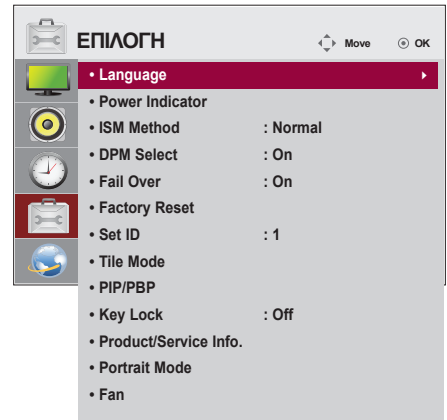 ΕΠΙΛΟΓΗ Move OK
• Language
• Power Indicator
• ISM Method : Normal
• DPM Select : On
• Fail Over : On
• Factory Reset
• Set ID : 1
• Tile Mode
• PIP/PBP
• Key Lock : Off
• Product/Service Info.
• Portrait Mode
• Fan